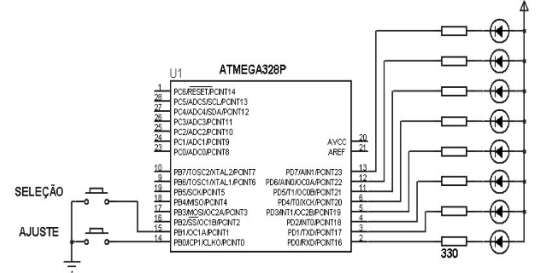 U1
ATMEGA328P
1 PC6/RESET/PCINT14
28 PC5/ADC5/SCL/PCINT13
27 PC4/ADC4/SDA/PCINT12
26 PC3/ADC3/PCINT11
25 PC2/ADC2/PCINT10
24 PC1/ADC1/PCINT9
23 PC0/ADC0/PCINT8
AVCC 20
AREF 21
10 PB7/TOSC2/XTAL2/PCINT7
9 PB6/TOSC1/XTAL1/PCINT6
19 PB5/SCK/PCINT5
18 PB4/MISO/PCINT4
17 PB3/MOSI/OC2A/PCINT3
16 PB2/SS/OC1B/PCINT2
15 PB1/OC1A/PCINT1
14 PB0/ICP1/CLKO/PCINT0
PD7/AIN1/PCINT23 13
PD6/AIN0/OC0A/PCINT22 12
PD5/T1/OC0B/PCINT21 11
PD4/T0/XCK/PCINT20 6
PD3/INT1/OC2B/PCINT19 5
PD2/INT0/PCINT18 4
PD1/TXD/PCINT17 3
PD0/RXD/PCINT16 2
SELEÇÃO
AJUSTE
330